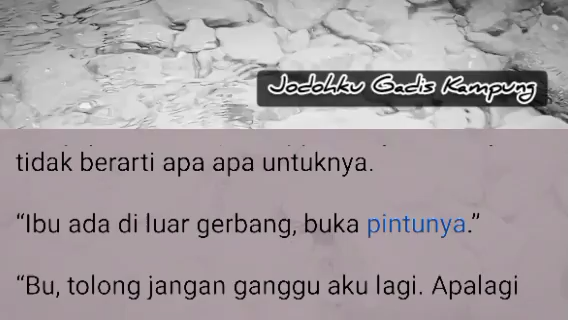 Jodohku Gadis Kampung
tidak berarti apa apa untuknya.
“Ibu ada di luar gerbang, buka pintunya.”
“Bu, tolong jangan ganggu aku lagi. Apalagi